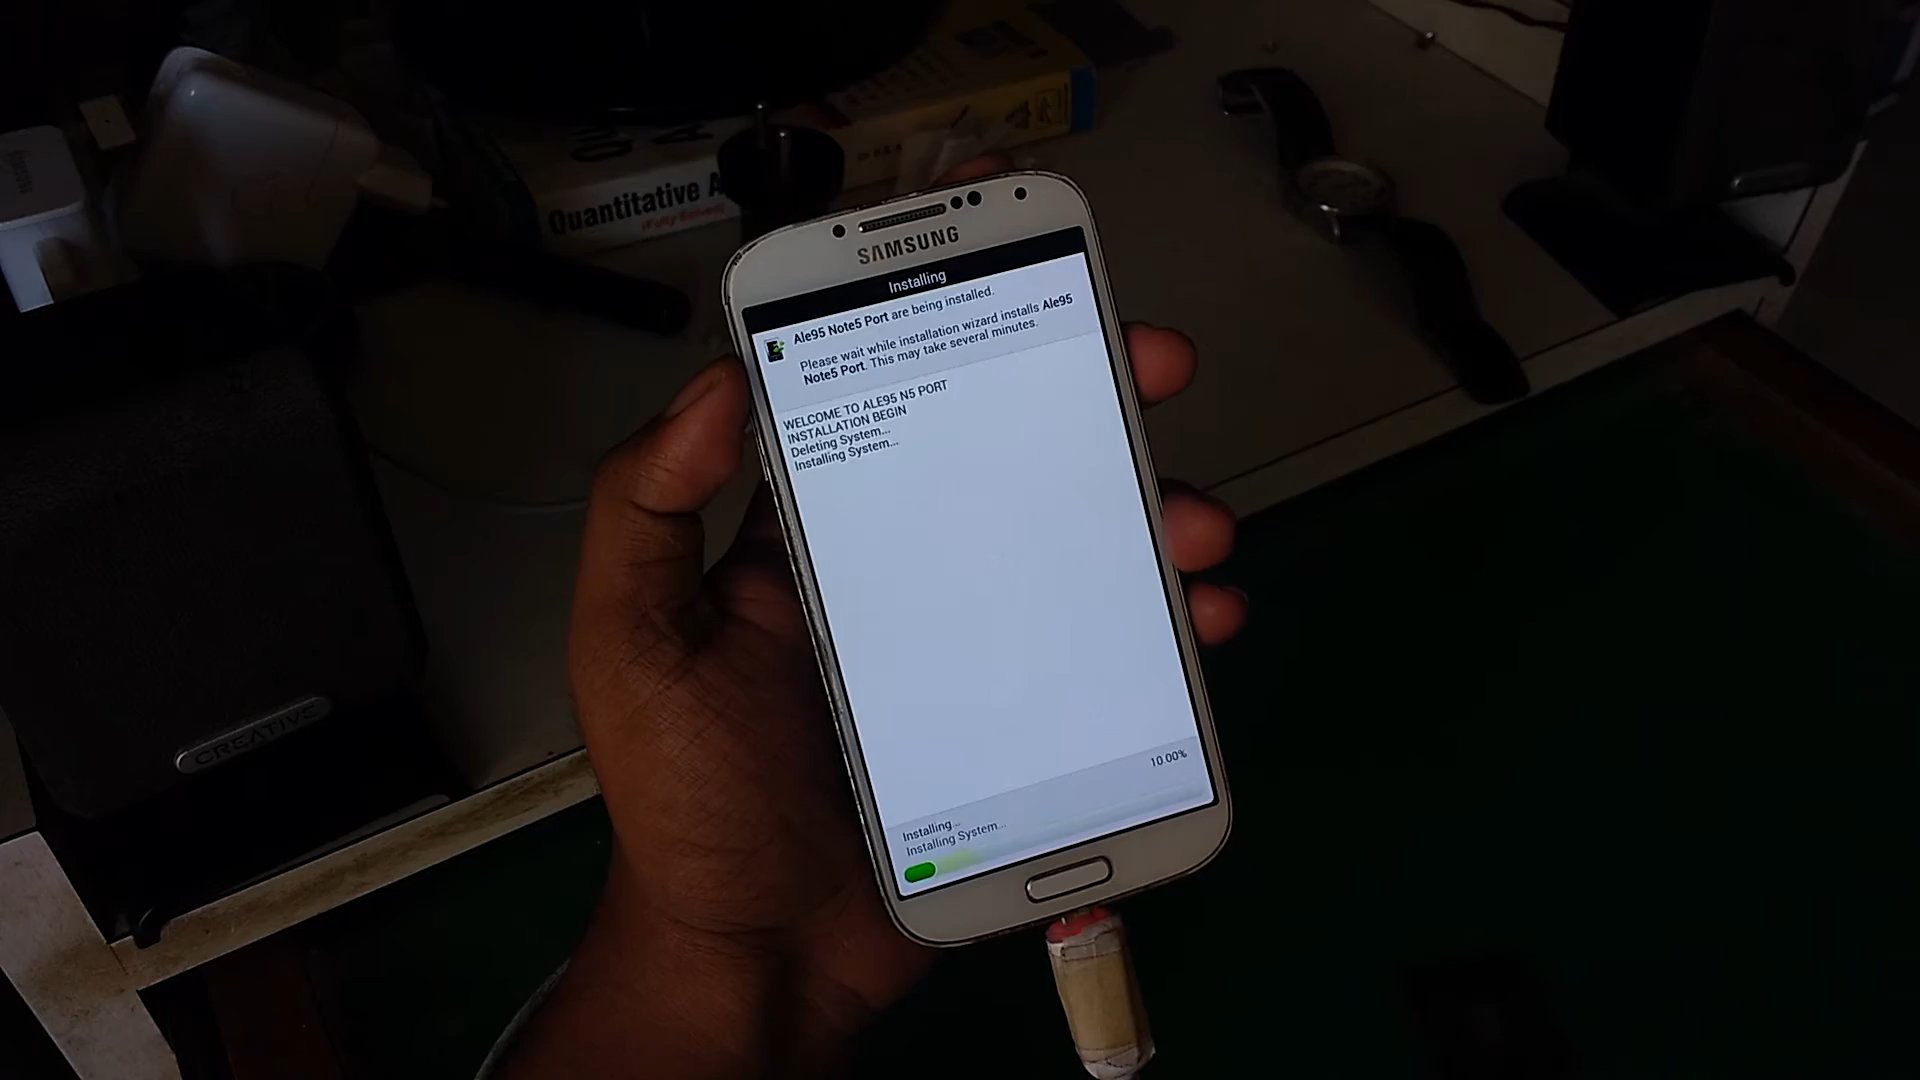 Quantitative A
(Fully Solved)
SAMSUNG
Installing
Ale95 Note5 Port are being installed.
Please wait while installation wizard installs Ale95
Note5 Port. This may take several minutes.
WELCOME TO ALE95 N5 PORT
INSTALLATION BEGIN
Deleting System...
Installing System...
10.00%
Installing...
Installing System...
CREATIVE